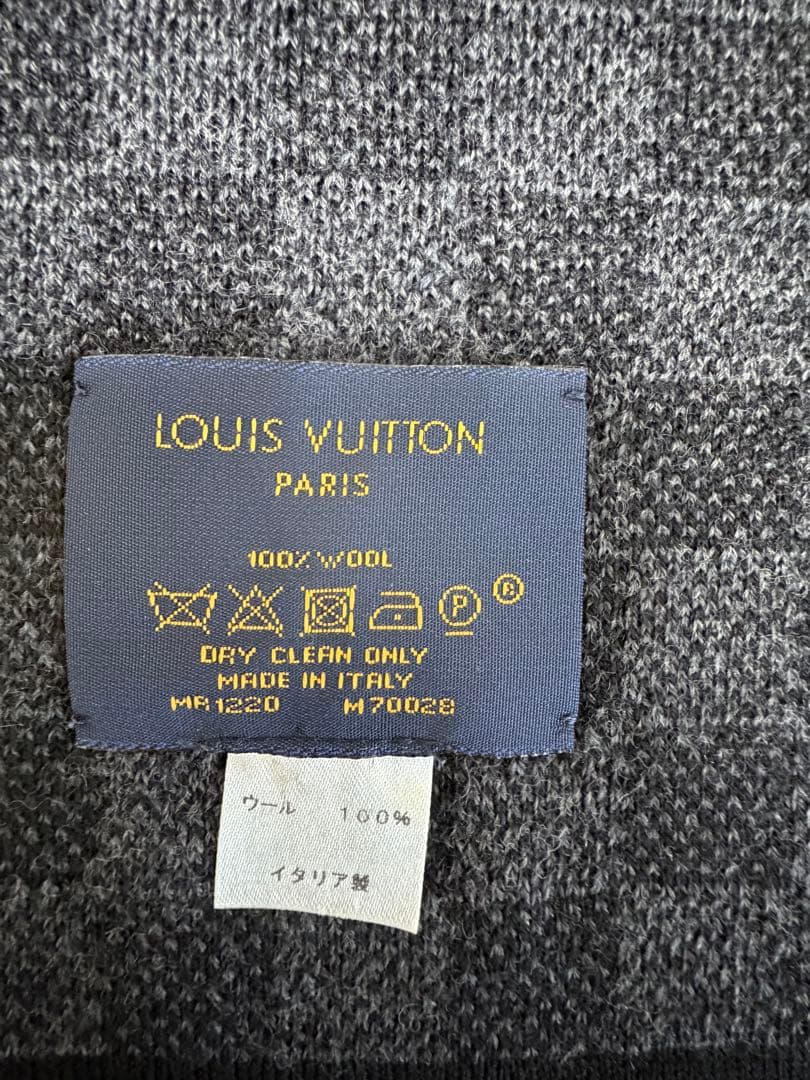 LOUIS VUITTON
PARIS
100% WOOL
P ®
DRY CLEAN ONLY
MADE IN ITALY
MR1220 M70028
ウール 100%
イタリア製